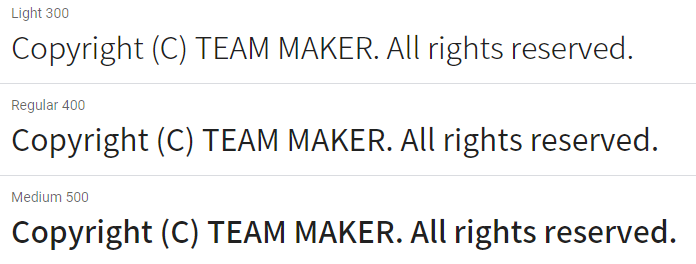 Light 300
Copyright (C) TEAM MAKER. All rights reserved.
Regular 400
Copyright (C) TEAM MAKER. All rights reserved.
Medium 500
Copyright (C) TEAM MAKER. All rights reserved.